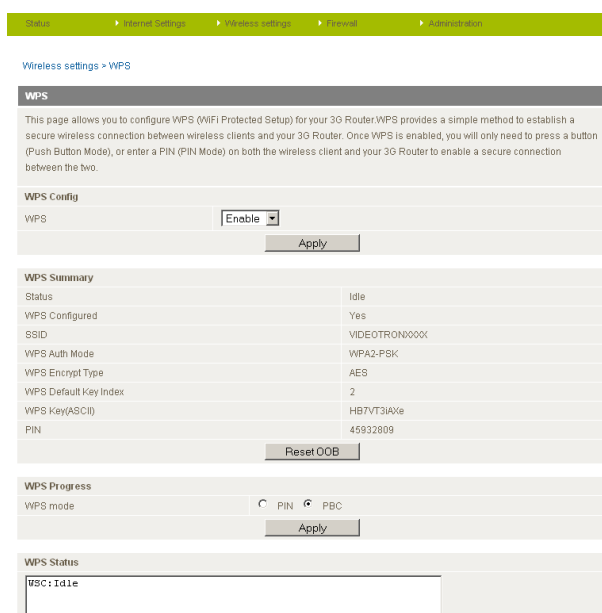 Status Internet Settings Wireless settings Firewall Administration
Wireless settings > WPS
WPS
This page allows you to configure WPS (WiFi Protected Setup) for your 3G Router.WPS provides a simple method to establish a
secure wireless connection between wireless clients and your 3G Router. Once WPS is enabled, you will only need to press a button
(Push Button Mode), or enter a PIN (PIN Mode) on both the wireless client and your 3G Router to enable a secure connection
between the two.
WPS Config
WPS Enable
Apply
WPS Summary
Status Idle
WPS Configured Yes
SSID VIDEOTRONXXXX
WPS Auth Mode WPA2-PSK
WPS Encrypt Type AES
WPS Default Key Index 2
WPS Key(ASCII) HB7VT3iAXe
PIN 45932809
Reset OOB
WPS Progress
WPS mode PIN PBC
Apply
WPS Status
WSC:Idle